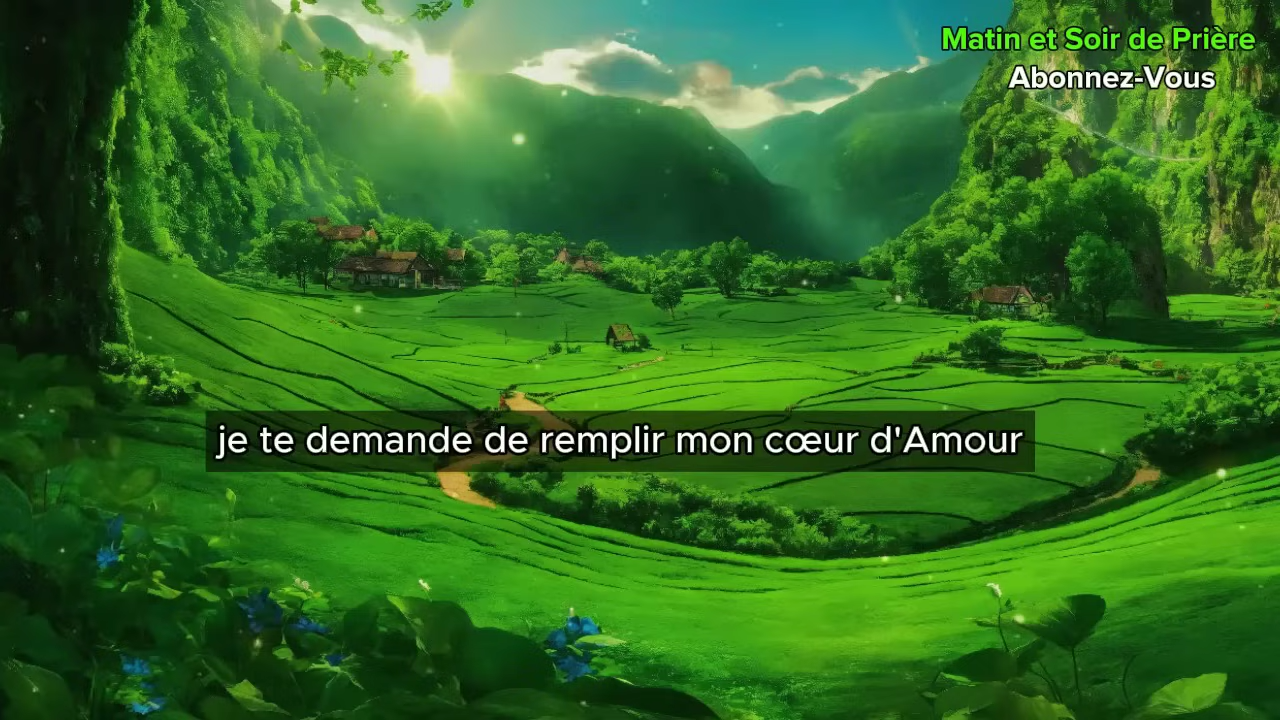 Matin et Soir de Prière
Abonnez-Vous
je te demande de remplir mon cœur d'Amour